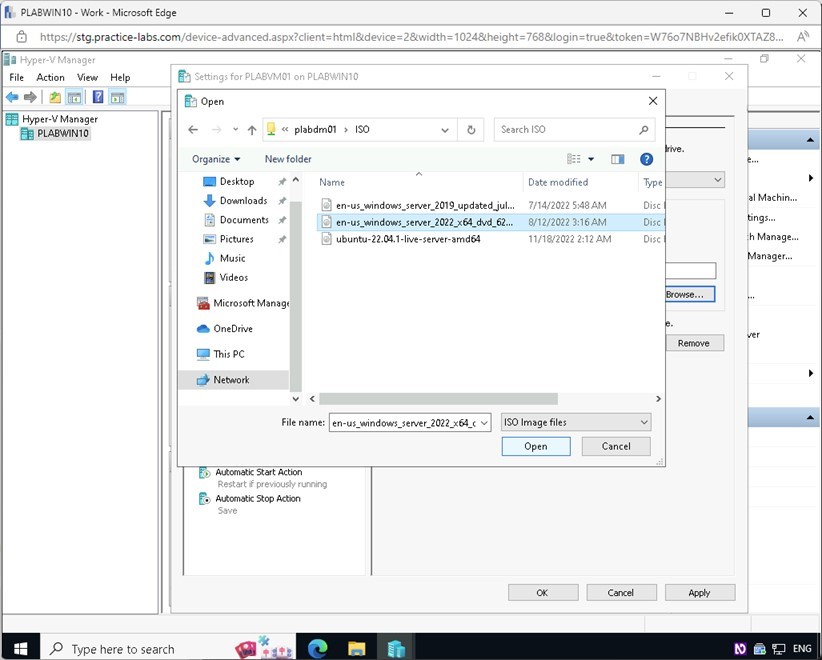 PLABWIN10 - Work - Microsoft Edge
https://stg.practice-labs.com/device-advanced.aspx?client=html&device=2&width=1024&height=768&login=true&token=W76o7NBHv2efik0XTAZ8...
Hyper-V Manager
File Action View Help
Hyper-V Manager
PLABWIN10
Settings for PLABVM01 on PLABWIN10
Open
« plabdm01 › ISO
Search ISO
Organize
New folder
Desktop
Downloads
Documents
Pictures
Music
Videos
Microsoft Manage
OneDrive
This PC
Network
Name Date modified Type
en-us_windows_server_2019_updated_jul... 7/14/2022 5:48 AM Disc I
en-us_windows_server_2022_x64_dvd_62... 8/12/2022 3:16 AM Disc I
ubuntu-22.04.1-live-server-amd64 11/18/2022 2:12 AM Disc I
File name: en-us_windows_server_2022_x64_c
ISO Image files
Open Cancel
rive.
Browse...
e.
Remove
e...
al Machin...
tings...
ch Manage...
Manager...
...
ver
Automatic Start Action
Restart if previously running
Automatic Stop Action
Save
OK Cancel Apply
Type here to search
ENG